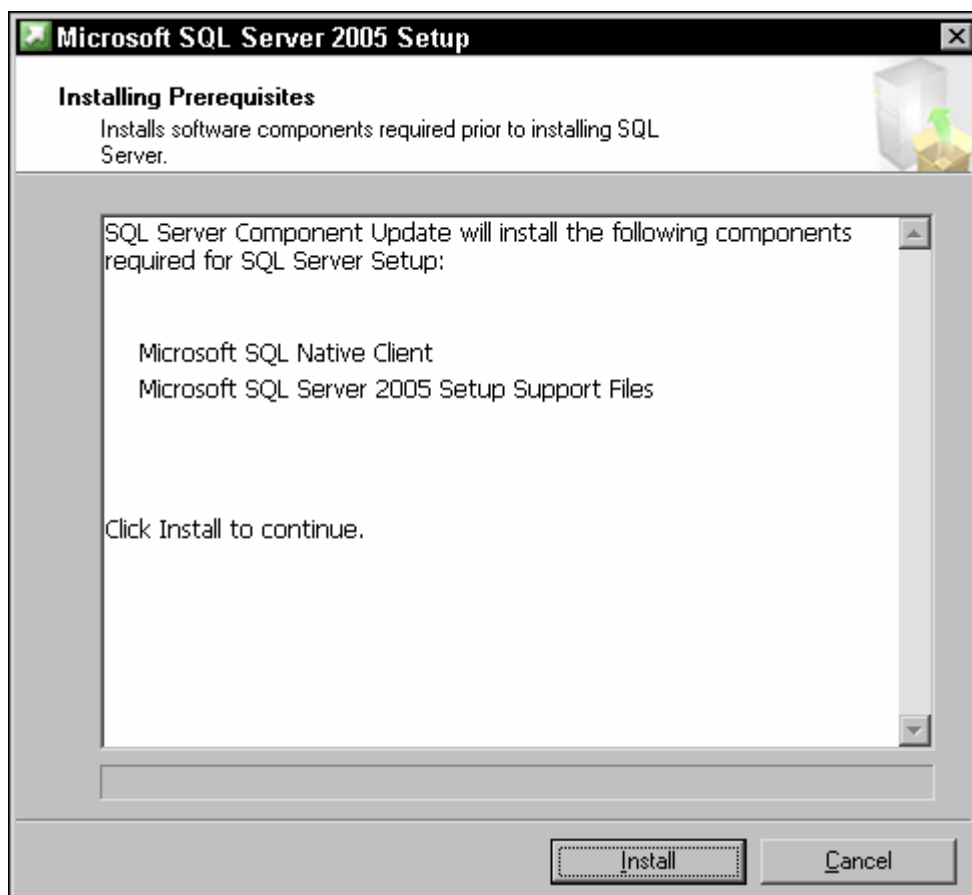 Microsoft SQL Server 2005 Setup
Installing Prerequisites
Installs software components required prior to installing SQL
Server.
SQL Server Component Update will install the following components
required for SQL Server Setup:
Microsoft SQL Native Client
Microsoft SQL Server 2005 Setup Support Files
Click Install to continue.
Install
Cancel